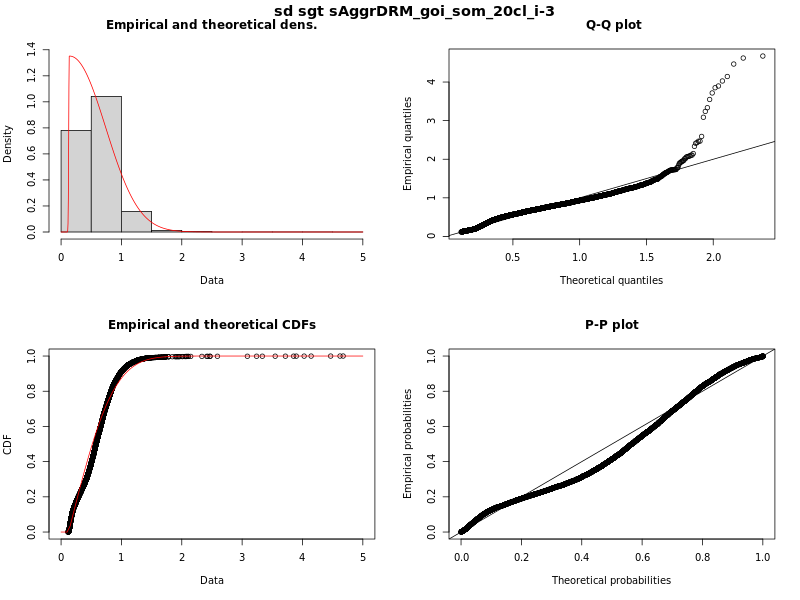 sd sgt sAggrDRM_goi_som_20cl_i-3
Empirical and theoretical dens.
Density
0.0 0.2 0.4 0.6 0.8 1.0 1.2 1.4
0 1 2 3 4 5
Data
Q-Q plot
Empirical quantiles
0 1 2 3 4
0.5 1.0 1.5 2.0
Theoretical quantiles
Empirical and theoretical CDFs
CDF
0.0 0.2 0.4 0.6 0.8 1.0
0 1 2 3 4 5
Data
P-P plot
Empirical probabilities
0.0 0.2 0.4 0.6 0.8 1.0
0.0 0.2 0.4 0.6 0.8 1.0
Theoretical probabilities